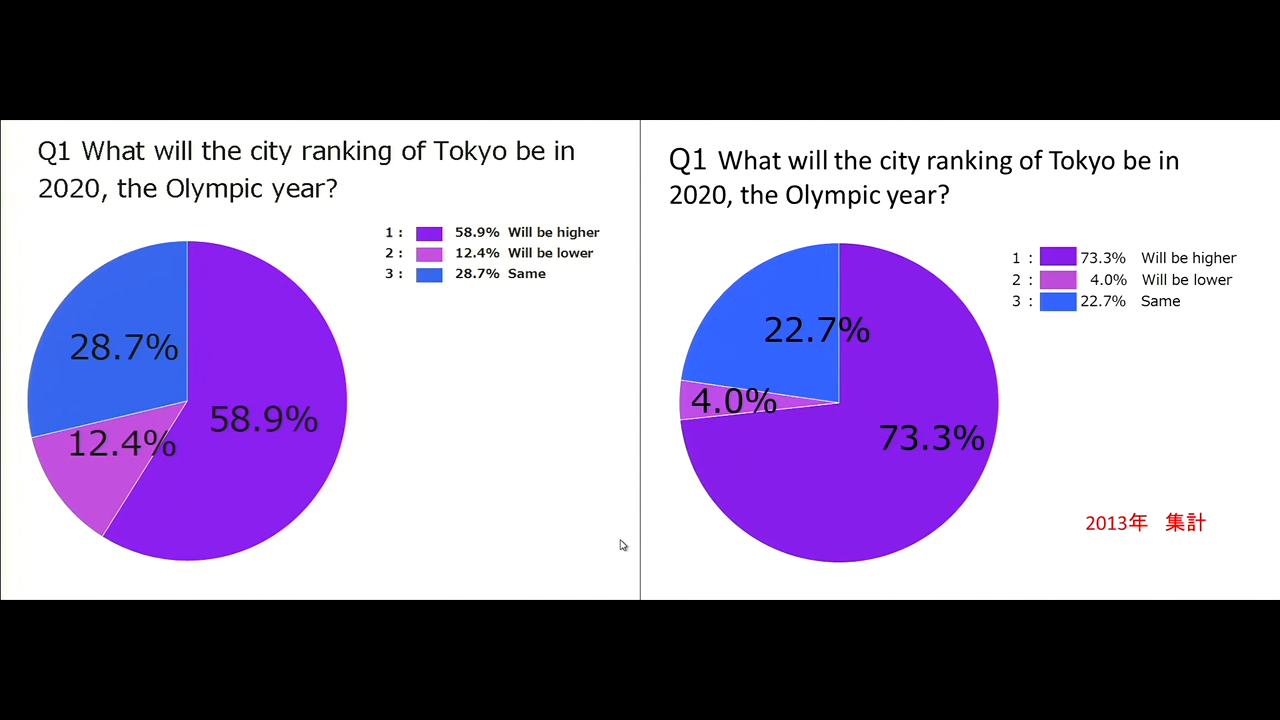 Q1 What will the city ranking of Tokyo be in
2020, the Olympic year?
1 : 58.9% Will be higher
2 : 12.4% Will be lower
3 : 28.7% Same
28.7%
58.9%
12.4%
Q1 What will the city ranking of Tokyo be in
2020, the Olympic year?
1 : 73.3% Will be higher
2 : 4.0% Will be lower
3 : 22.7% Same
22.7%
4.0%
73.3%
2013年 集計